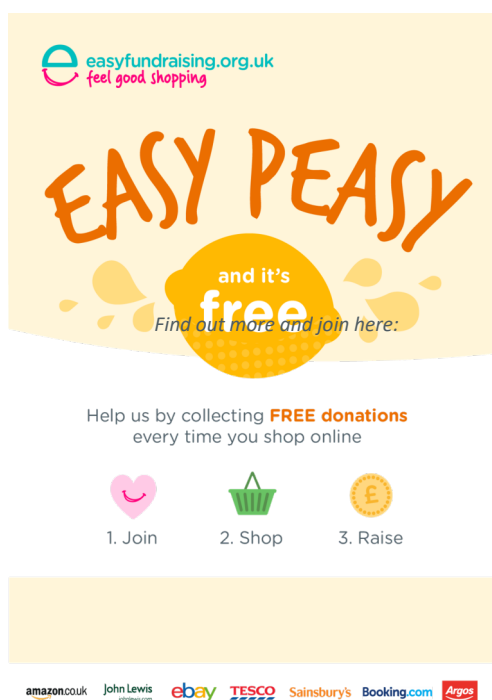 easyfundraising.org.uk
feel good shopping
EASY PEASY
and it's
free
Find out more and join here:
Help us by collecting FREE donations
every time you shop online
1. Join 2. Shop 3. Raise
amazon.co.uk John Lewis ebay TESCO Sainsbury's Booking.com Argos
johnlewis.com